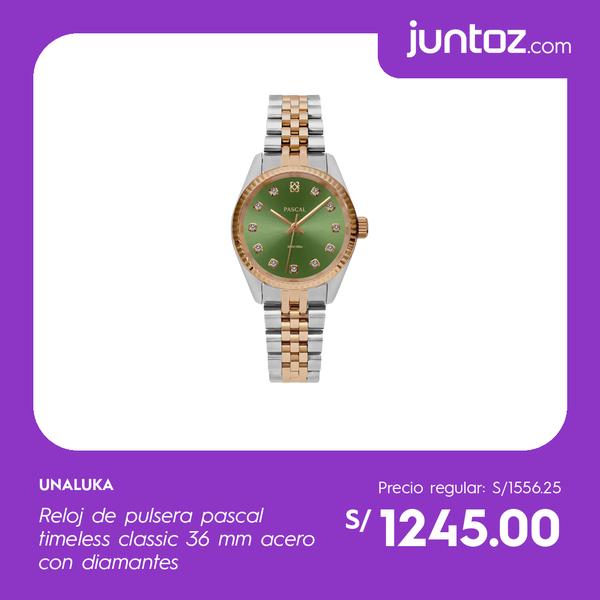 juntoz.com
PASCAL
UNALUKA
Reloj de pulsera pascal
timeless classic 36 mm acero
con diamantes
Precio regular: S/1556.25
S/ 1245.00